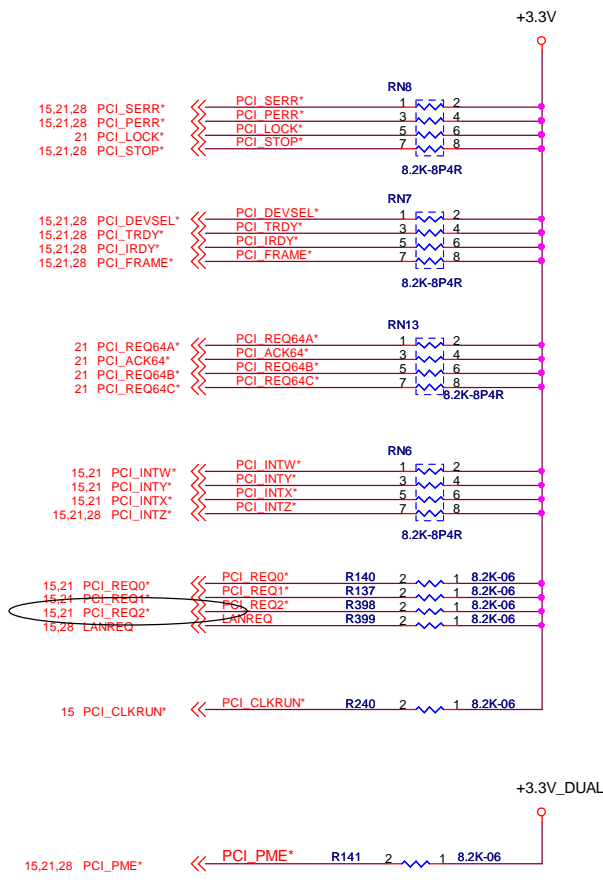 +3.3V
RN8
15,21,28 PCI_SERR* PCI_SERR* 1 2
15,21,28 PCI_PERR* PCI_PERR* 3 4
21 PCI_LOCK* PCI_LOCK* 5 6
15,21,28 PCI_STOP* PCI_STOP* 7 8
8.2K-8P4R
RN7
15,21,28 PCI_DEVSEL* PCI_DEVSEL* 1 2
15,21,28 PCI_TRDY* PCI_TRDY* 3 4
15,21,28 PCI_IRDY* PCI_IRDY* 5 6
15,21,28 PCI_FRAME* PCI_FRAME* 7 8
8.2K-8P4R
RN13
21 PCI_REQ64A* PCI_REQ64A* 1 2
21 PCI_ACK64* PCI_ACK64* 3 4
21 PCI_REQ64B* PCI_REQ64B* 5 6
21 PCI_REQ64C* PCI_REQ64C* 7 8
8.2K-8P4R
RN6
15,21 PCI_INTW* PCI_INTW* 1 2
15,21 PCI_INTY* PCI_INTY* 3 4
15,21 PCI_INTX* PCI_INTX* 5 6
15,21,28 PCI_INTZ* PCI_INTZ* 7 8
8.2K-8P4R
15,21 PCI_REQ0* PCI_REQ0* R140 2 1 8.2K-06
15,21 PCI_REQ1* PCI_REQ1* R137 2 1 8.2K-06
15,21 PCI_REQ2* PCI_REQ2* R398 2 1 8.2K-06
15,28 LANREQ LANREQ R399 2 1 8.2K-06
15 PCI_CLKRUN* PCI_CLKRUN* R240 2 1 8.2K-06
+3.3V_DUAL
15,21,28 PCI_PME* PCI_PME* R141 2 1 8.2K-06